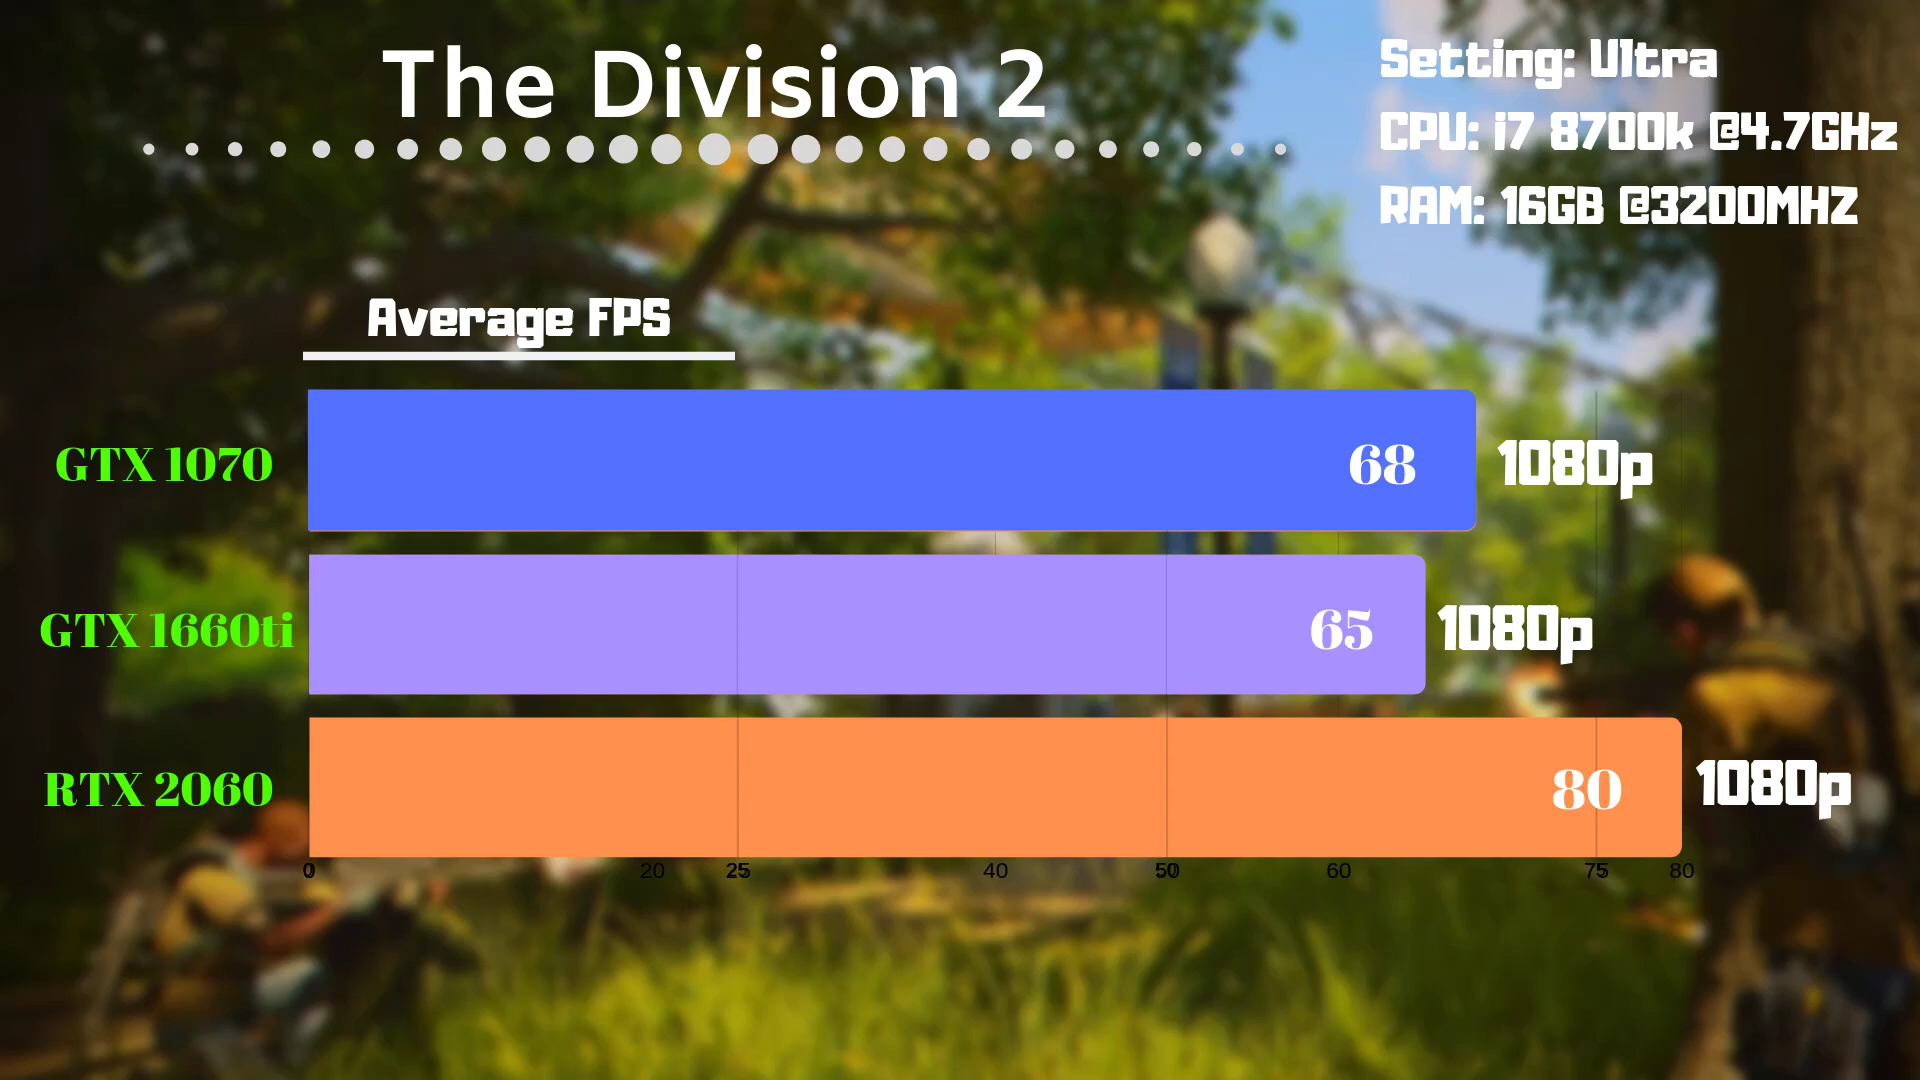 The Division 2
Setting: Ultra
CPU: i7 8700k @4.7GHz
RAM: 16GB @3200MHZ
Average FPS
GTX 1070 68 1080p
GTX 1660ti 65 1080p
RTX 2060 80 1080p
0 20 25 40 50 60 75 80